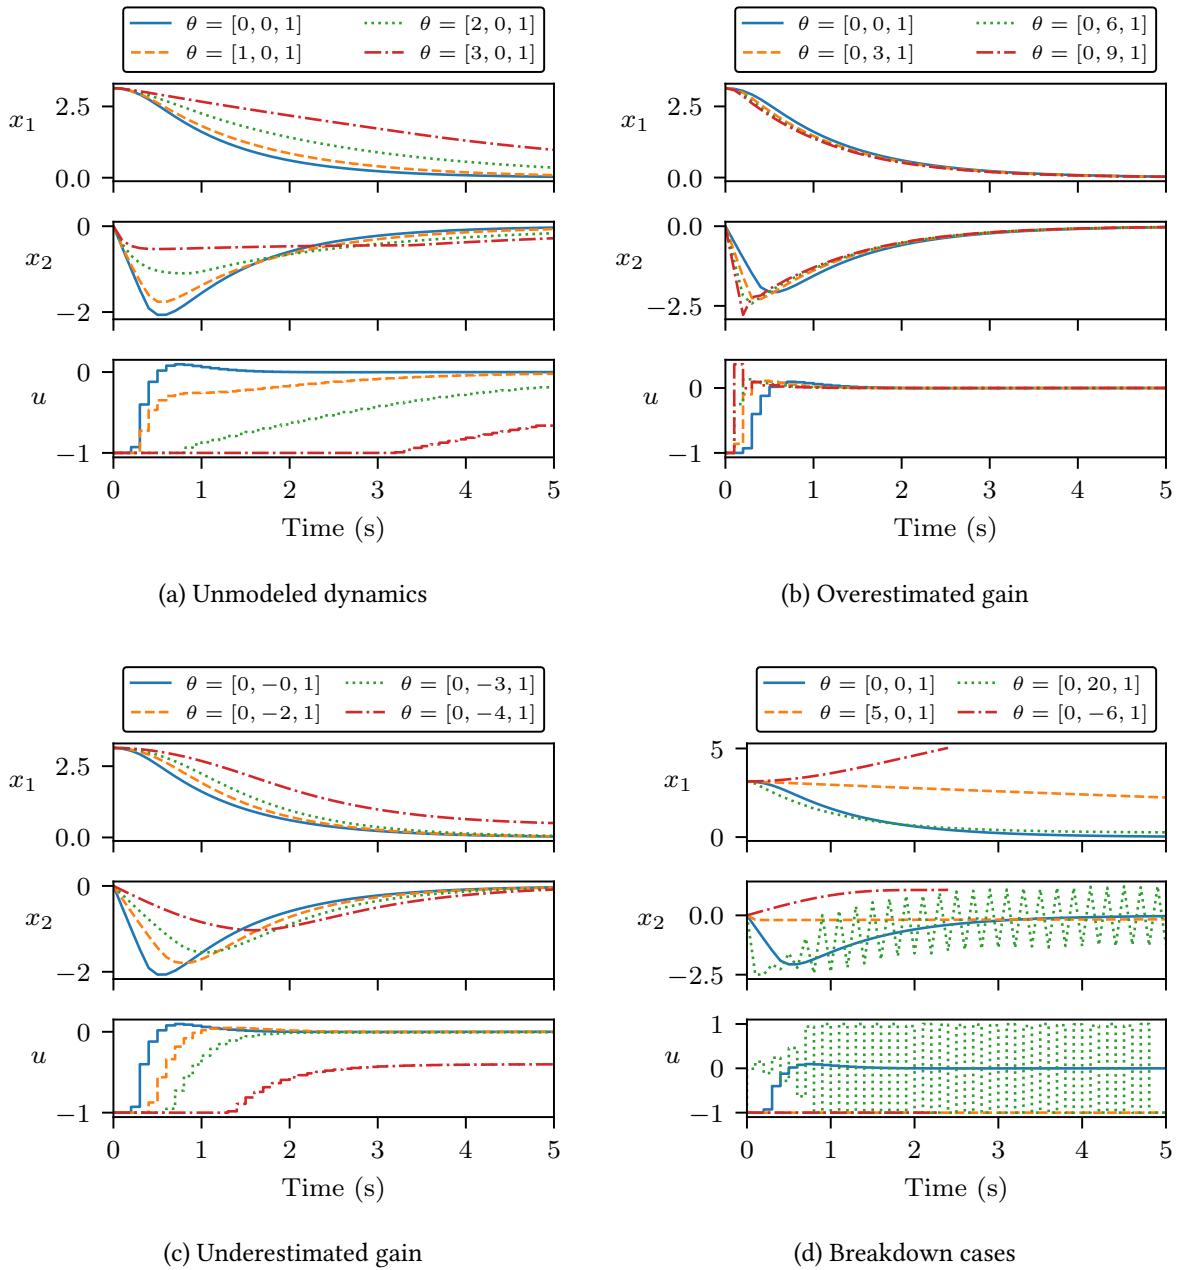 θ = [0, 0, 1] θ = [2, 0, 1]
θ = [1, 0, 1] θ = [3, 0, 1]
x₁
2.5
0.0
x₂
0
−2
u
0
−1
0 1 2 3 4 5
Time (s)
(a) Unmodeled dynamics
θ = [0, 0, 1] θ = [0, 6, 1]
θ = [0, 3, 1] θ = [0, 9, 1]
x₁
2.5
0.0
x₂
0.0
−2.5
u
0
−1
0 1 2 3 4 5
Time (s)
(b) Overestimated gain
θ = [0, −0, 1] θ = [0, −3, 1]
θ = [0, −2, 1] θ = [0, −4, 1]
x₁
2.5
0.0
x₂
0
−2
u
0
−1
0 1 2 3 4 5
Time (s)
(c) Underestimated gain
θ = [0, 0, 1] θ = [0, 20, 1]
θ = [5, 0, 1] θ = [0, −6, 1]
x₁
5
0
x₂
0.0
−2.5
u
1
0
−1
0 1 2 3 4 5
Time (s)
(d) Breakdown cases